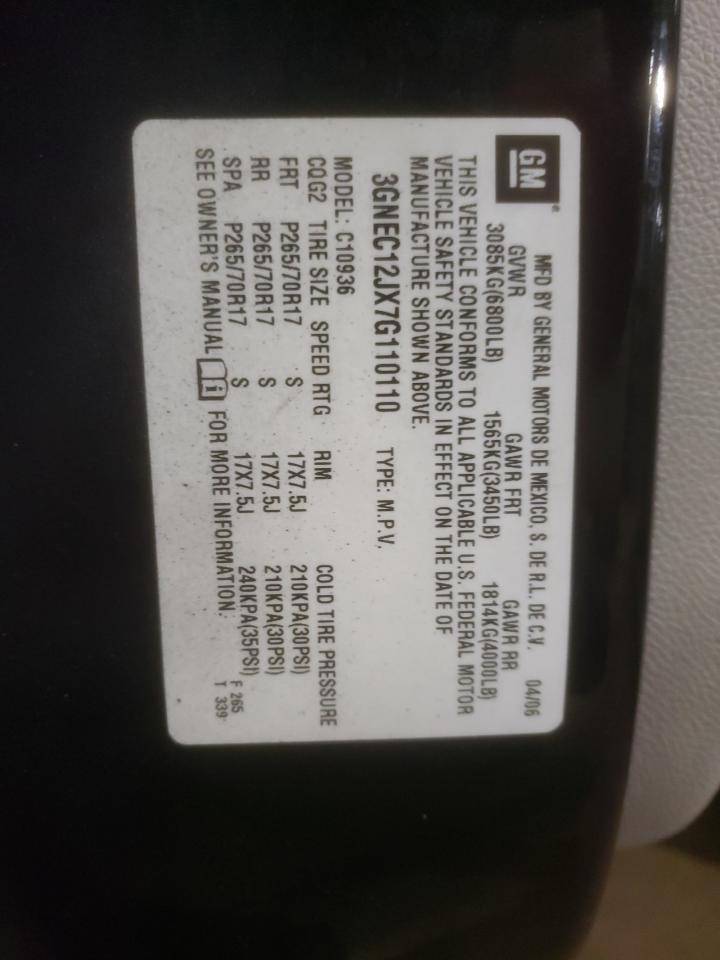 GM®
MFD BY GENERAL MOTORS DE MEXICO, S. DE R.L. DE C.V. 04/06
GVWR GAWR FRT GAWR RR
3085KG(6800LB) 1565KG(3450LB) 1814KG(4000LB)
THIS VEHICLE CONFORMS TO ALL APPLICABLE U.S. FEDERAL MOTOR
VEHICLE SAFETY STANDARDS IN EFFECT ON THE DATE OF
MANUFACTURE SHOWN ABOVE.
3GNEC12JX7G110110 TYPE: M.P.V.
MODEL: C10936
CQG2 TIRE SIZE SPEED RTG RIM COLD TIRE PRESSURE
FRT P265/70R17 S 17X7.5J 210KPA(30PSI)
RR P265/70R17 S 17X7.5J 210KPA(30PSI)
SPA P265/70R17 S 17X7.5J 240KPA(35PSI)
SEE OWNER'S MANUAL i FOR MORE INFORMATION.
F 265
T 339